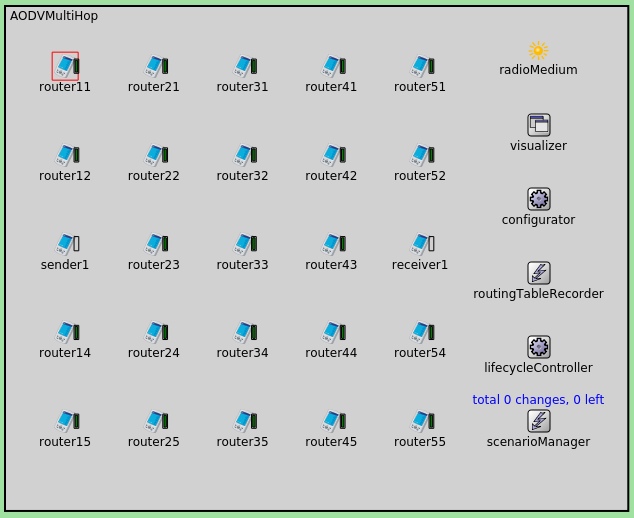 AODVMultiHop
router11 router21 router31 router41 router51 radioMedium
visualizer
router12 router22 router32 router42 router52
configurator
sender1 router23 router33 router43 receiver1
routingTableRecorder
router14 router24 router34 router44 router54
lifecycleController
total 0 changes, 0 left
router15 router25 router35 router45 router55 scenarioManager